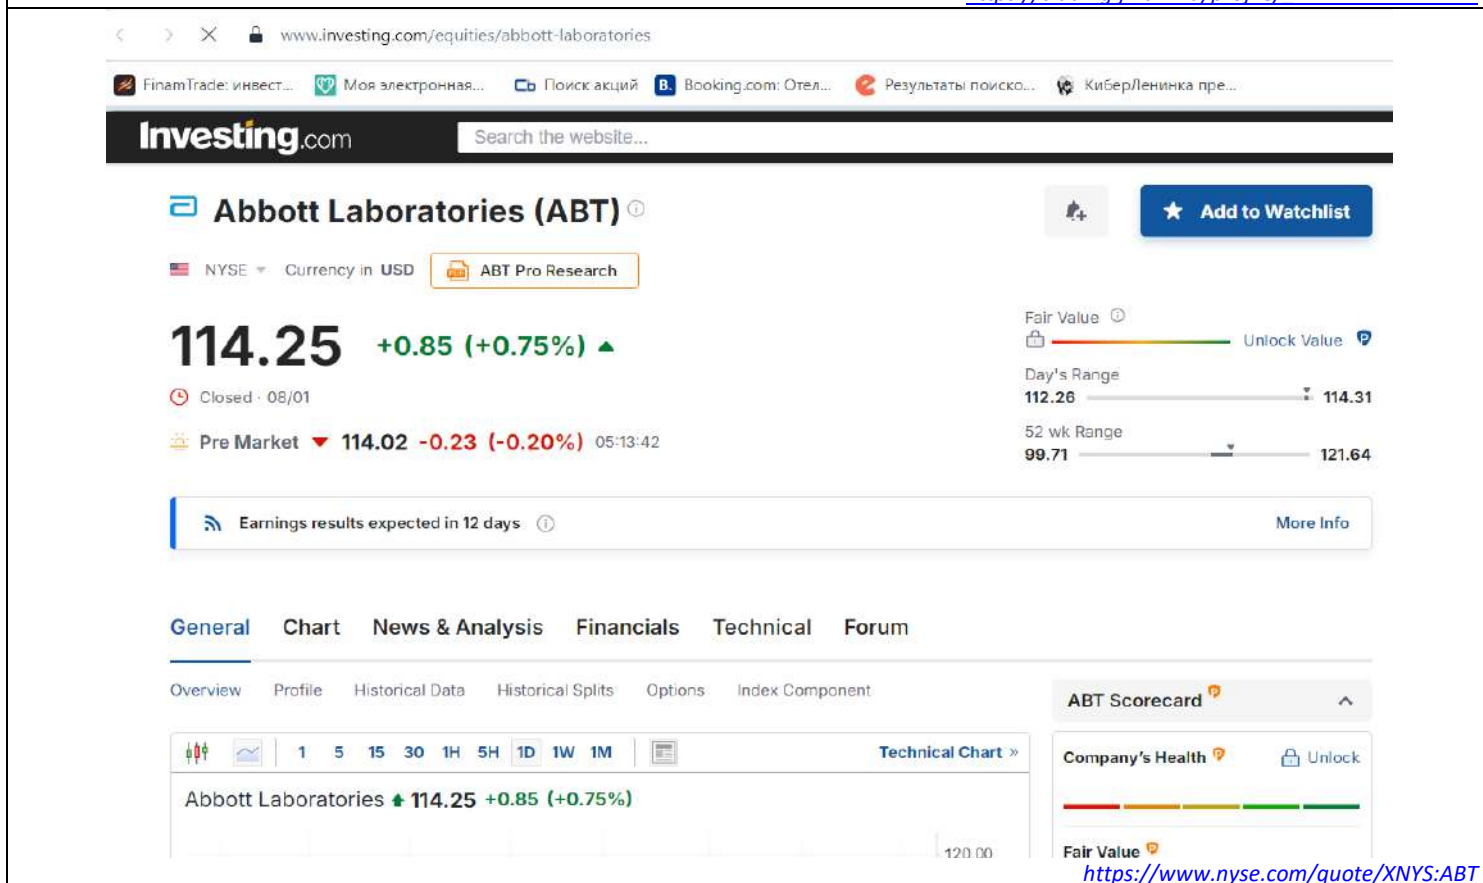 www.investing.com/equities/abbott-laboratories
FinamTrade: инвест... Моя электронная... Поиск акций B. Booking.com: Отел... Результаты поиско... КиберЛенинка пре...
Investing.com Search the website...
Abbott Laboratories (ABT)
Add to Watchlist
NYSE Currency in USD ABT Pro Research
114.25 +0.85 (+0.75%)
Fair Value
Unlock Value
Closed · 08/01
Day's Range
112.26 114.31
Pre Market 114.02 -0.23 (-0.20%) 05:13:42
52 wk Range
99.71 121.64
Earnings results expected in 12 days More Info
General Chart News & Analysis Financials Technical Forum
Overview Profile Historical Data Historical Splits Options Index Component
ABT Scorecard
1 5 15 30 1H 5H 1D 1W 1M Technical Chart »
Company's Health Unlock
Abbott Laboratories 114.25 +0.85 (+0.75%)
120.00
Fair Value
https://www.nyse.com/quote/XNYS:ABT